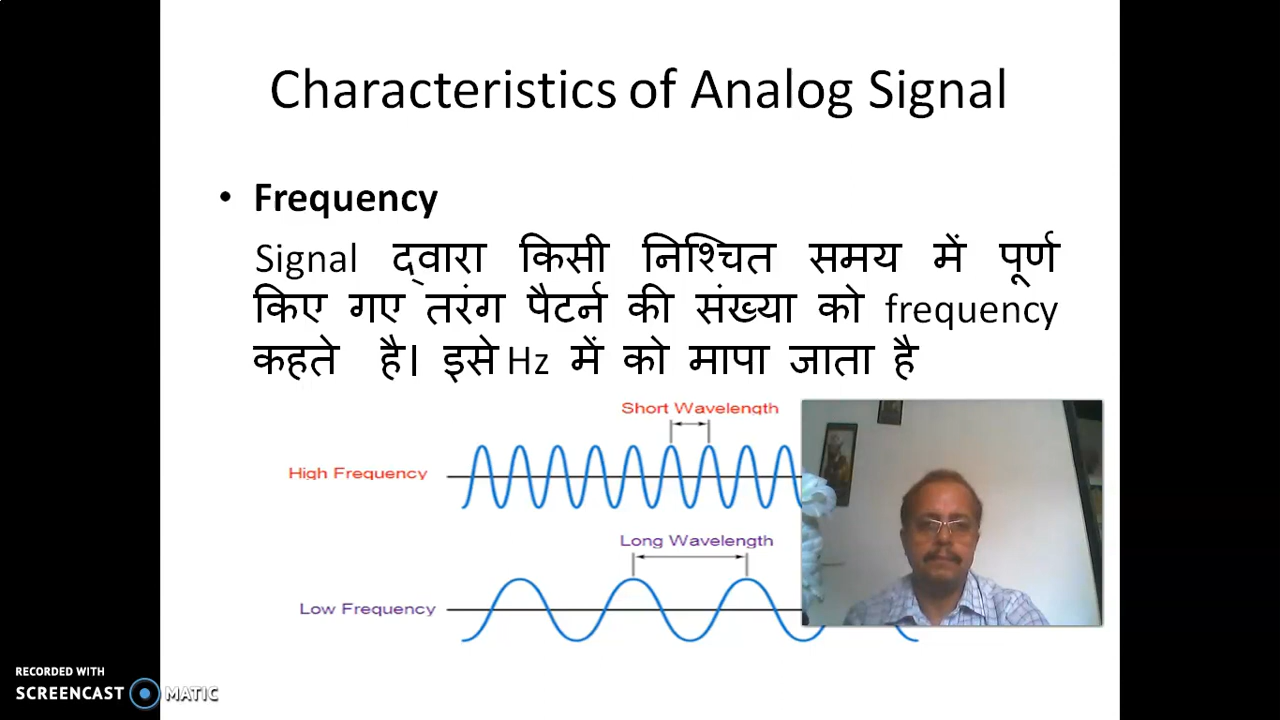 Characteristics of Analog Signal
• Frequency
Signal द्वारा किसी निश्चित समय में पूर्ण
किए गए तरंग पैटर्न की संख्या को frequency
कहते है। इसे Hz में को मापा जाता है
Short Wavelength
High Frequency
Long Wavelength
Low Frequency
RECORDED WITH
SCREENCAST MATIC